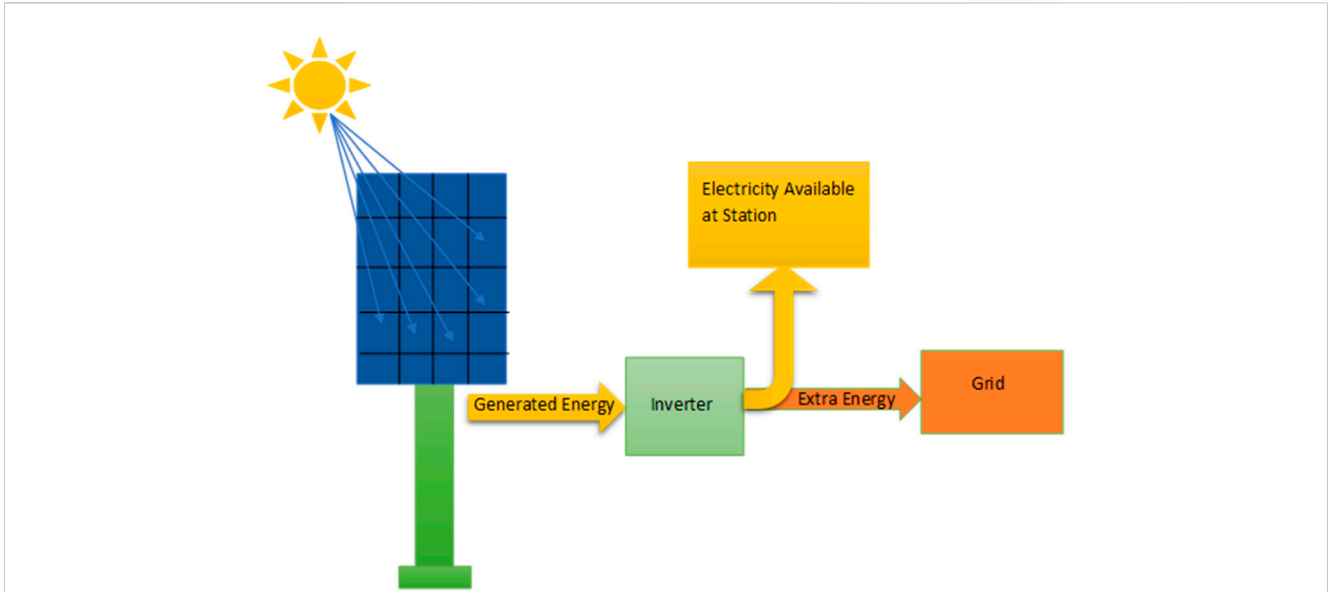 Electricity Available
at Station
Generated Energy
Inverter
Extra Energy
Grid